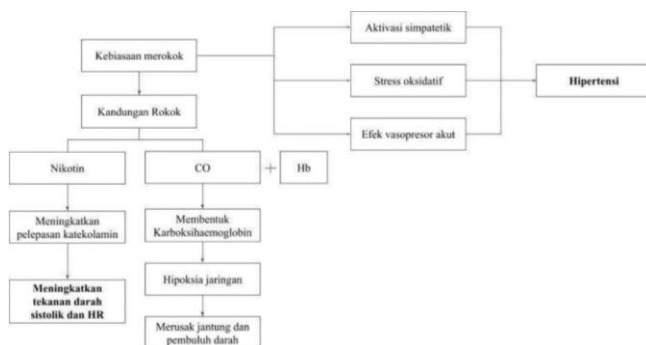 Aktivasi simpatetik
Kebiasaan merokok
Stress oksidatif
Hipertensi
Kandungan Rokok
Efek vasopresor akut
Nikotin
CO
+
Hb
Meningkatkan
pelepasan katekolamin
Membentuk
Karboksihaemoglobin
Meningkatkan
tekanan darah
sistolik dan HR
Hipoksia jaringan
Merusak jantung dan
pembuluh darah